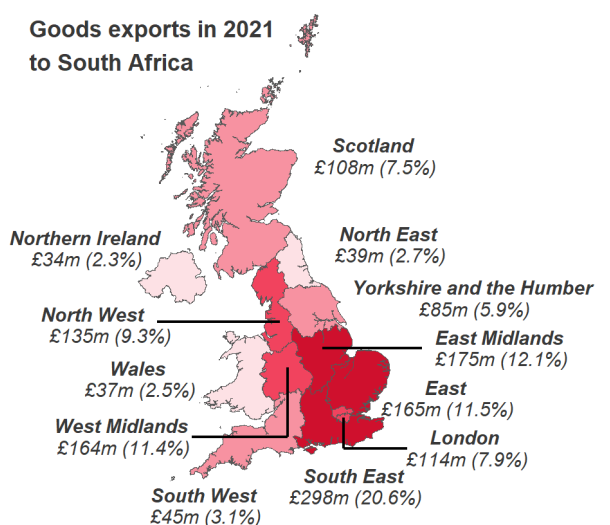 Goods exports in 2021
to South Africa
Scotland
£108m (7.5%)
Northern Ireland
£34m (2.3%)
North East
£39m (2.7%)
Yorkshire and the Humber
£85m (5.9%)
North West
£135m (9.3%)
East Midlands
£175m (12.1%)
Wales
£37m (2.5%)
East
£165m (11.5%)
West Midlands
£164m (11.4%)
London
£114m (7.9%)
South East
£298m (20.6%)
South West
£45m (3.1%)